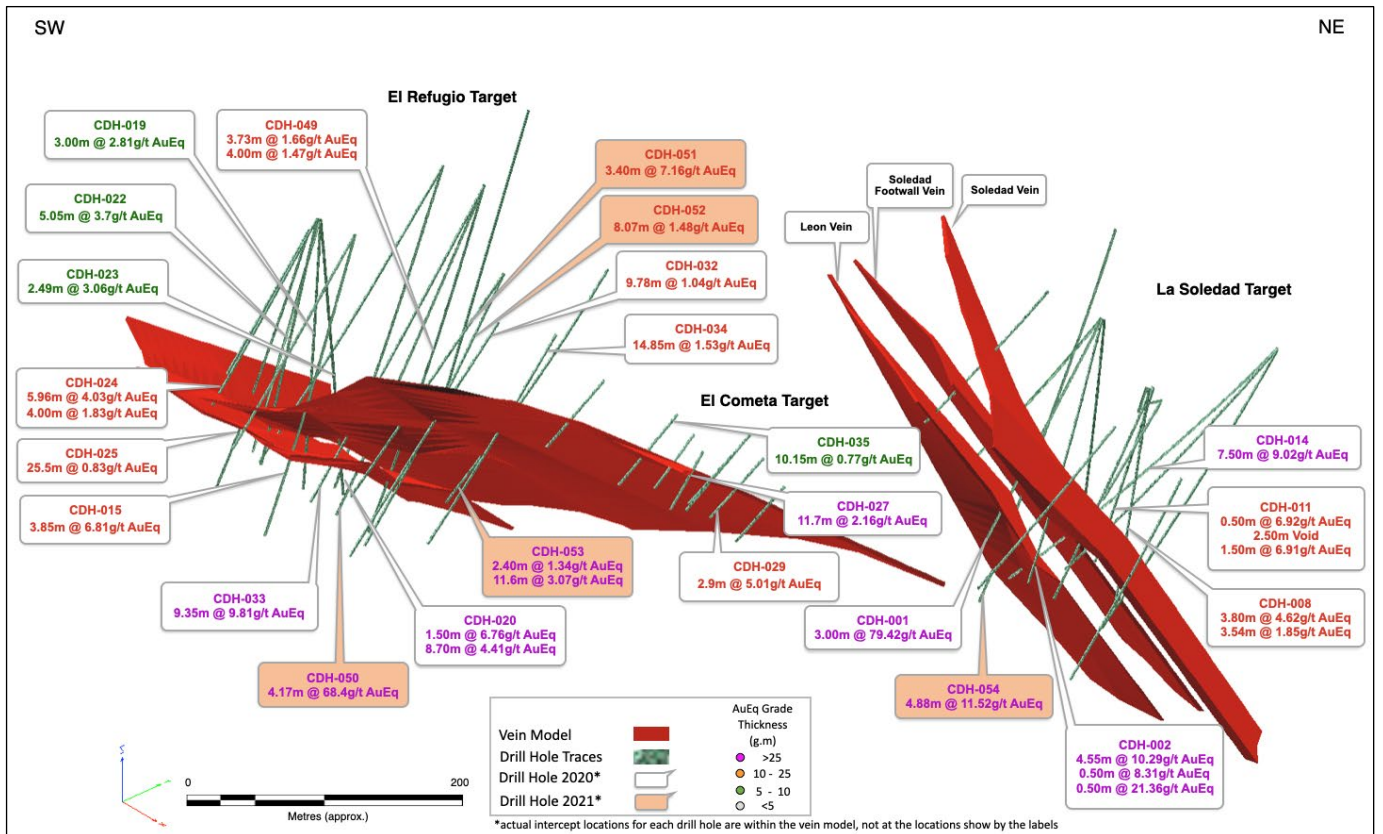 SW
NE
El Refugio Target
CDH-019
3.00m @ 2.81g/t AuEq
CDH-049
3.73m @ 1.66g/t AuEq
4.00m @ 1.47g/t AuEq
CDH-051
3.40m @ 7.16g/t AuEq
CDH-022
5.05m @ 3.7g/t AuEq
CDH-052
8.07m @ 1.48g/t AuEq
CDH-023
2.49m @ 3.06g/t AuEq
CDH-032
9.78m @ 1.04g/t AuEq
CDH-034
14.85m @ 1.53g/t AuEq
Leon Vein
Soledad
Footwall Vein
Soledad Vein
La Soledad Target
CDH-024
5.96m @ 4.03g/t AuEq
4.00m @ 1.83g/t AuEq
El Cometa Target
CDH-025
25.5m @ 0.83g/t AuEq
CDH-035
10.15m @ 0.77g/t AuEq
CDH-014
7.50m @ 9.02g/t AuEq
CDH-015
3.85m @ 6.81g/t AuEq
CDH-027
11.7m @ 2.16g/t AuEq
CDH-011
0.50m @ 6.92g/t AuEq
2.50m Void
1.50m @ 6.91g/t AuEq
CDH-053
2.40m @ 1.34g/t AuEq
11.6m @ 3.07g/t AuEq
CDH-029
2.9m @ 5.01g/t AuEq
CDH-033
9.35m @ 9.81g/t AuEq
CDH-020
1.50m @ 6.76g/t AuEq
8.70m @ 4.41g/t AuEq
CDH-001
3.00m @ 79.42g/t AuEq
CDH-008
3.80m @ 4.62g/t AuEq
3.54m @ 1.85g/t AuEq
CDH-050
4.17m @ 68.4g/t AuEq
CDH-054
4.88m @ 11.52g/t AuEq
CDH-002
4.55m @ 10.29g/t AuEq
0.50m @ 8.31g/t AuEq
0.50m @ 21.36g/t AuEq
Vein Model
Drill Hole Traces
Drill Hole 2020*
Drill Hole 2021*
AuEq Grade
Thickness
(g.m)
>25
10 - 25
5 - 10
<5
0
200
Metres (approx.)
*actual intercept locations for each drill hole are within the vein model, not at the locations show by the labels